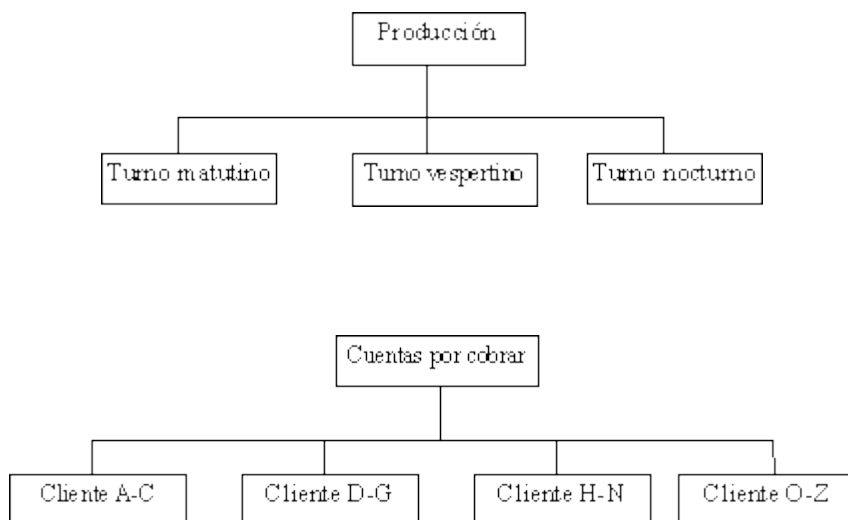 Producción
Turno matutino
Turno vespertino
Turno nocturno
Cuentas por cobrar
Cliente A-C
Cliente D-G
Cliente H-N
Cliente O-Z